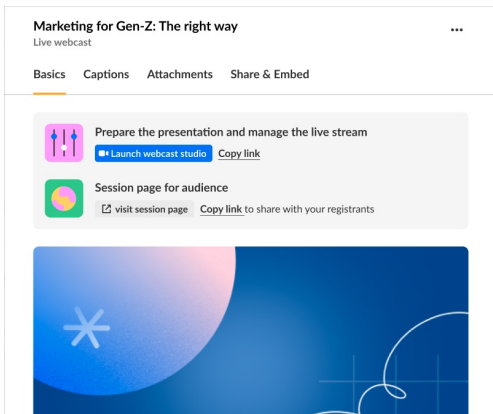 Marketing for Gen-Z: The right way
Live webcast
Basics Captions Attachments Share & Embed
Prepare the presentation and manage the live stream
Launch webcast studio Copy link
Session page for audience
visit session page Copy link to share with your registrants